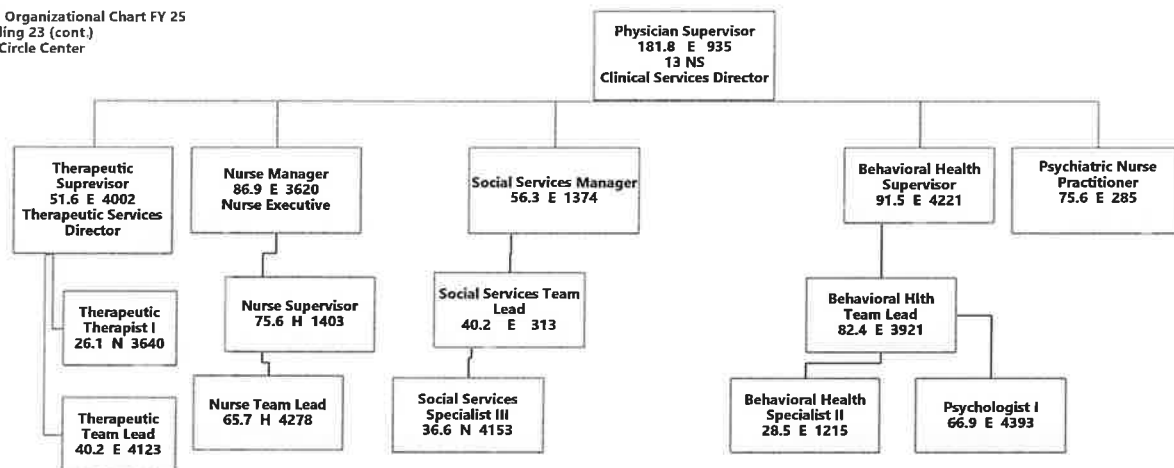 Organizational Chart FY 25
ling 23 (cont.)
Circle Center
Physician Supervisor
181.8 E 935
13 NS
Clinical Services Director
Therapeutic
Suprevisor
51.6 E 4002
Therapeutic Services
Director
Nurse Manager
86.9 E 3620
Nurse Executive
Social Services Manager
56.3 E 1374
Behavioral Health
Supervisor
91.5 E 4221
Psychiatric Nurse
Practitioner
75.6 E 285
Therapeutic
Therapist I
26.1 N 3640
Nurse Supervisor
75.6 H 1403
Social Services Team
Lead
40.2 E 313
Behavioral Hlth
Team Lead
82.4 E 3921
Therapeutic
Team Lead
40.2 E 4123
Nurse Team Lead
65.7 H 4278
Social Services
Specialist III
36.6 N 4153
Behavioral Health
Specialist II
28.5 E 1215
Psychologist I
66.9 E 4393